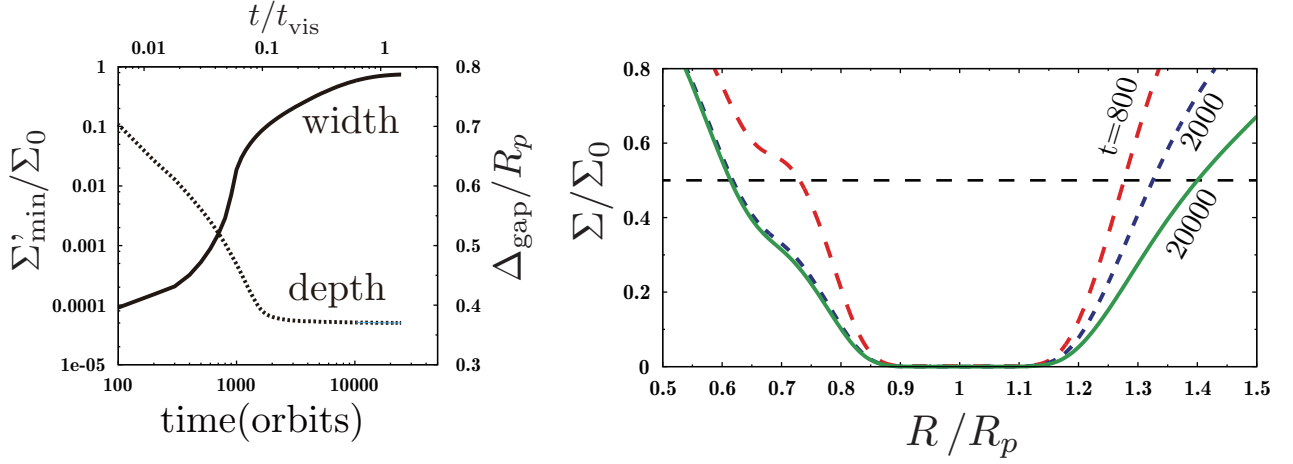 t/t_vis
0.01 0.1 1
1 0.8
0.1 0.7
0.01 0.6
0.001 0.5
0.0001 0.4
1e-05 0.3
100 1000 10000
time(orbits)
Σ'_min/Σ_0
Δ_gap/R_p
width
depth
0.8
0.6
0.4
0.2
0
0.5 0.6 0.7 0.8 0.9 1 1.1 1.2 1.3 1.4 1.5
R/R_p
Σ/Σ_0
t=800
2000
20000